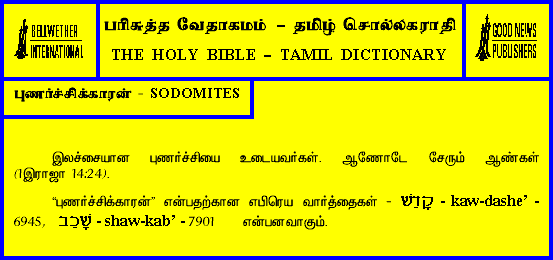 BELLWETHER
INTERNATIONAL
பரிசுத்த வேதாகமம் – தமிழ் சொல்லகராதி
THE HOLY BIBLE – TAMIL DICTIONARY
GOOD NEWS
PUBLISHERS
புணர்ச்சிக்காரன் - SODOMITES
இலச்சையான புணர்ச்சியை உடையவர்கள். ஆணோடே சேரும் ஆண்கள்
(1இராஜா 14:24).
“புணர்ச்சிக்காரன்” என்பதற்கான எபிரெய வார்த்தைகள் - קָדֵשׁ - kaw-dashe’ -
6945, שָׁכַב - shaw-kab’ - 7901 என்பனவாகும்.